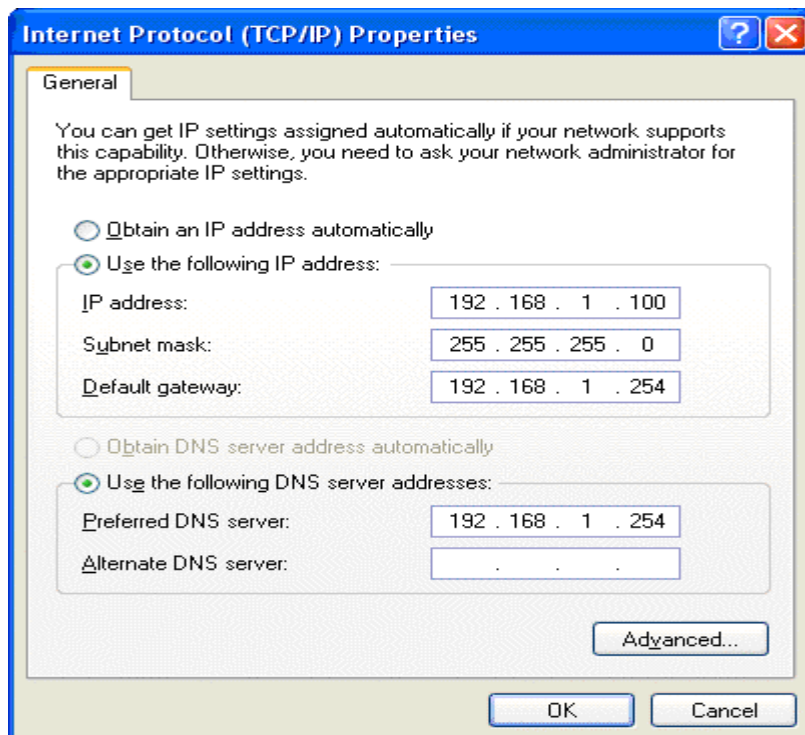 Internet Protocol (TCP/IP) Properties
General
You can get IP settings assigned automatically if your network supports
this capability. Otherwise, you need to ask your network administrator for
the appropriate IP settings.
Obtain an IP address automatically
Use the following IP address:
IP address: 192 . 168 . 1 . 100
Subnet mask: 255 . 255 . 255 . 0
Default gateway: 192 . 168 . 1 . 254
Obtain DNS server address automatically
Use the following DNS server addresses:
Preferred DNS server: 192 . 168 . 1 . 254
Alternate DNS server: . . .
Advanced...
OK Cancel